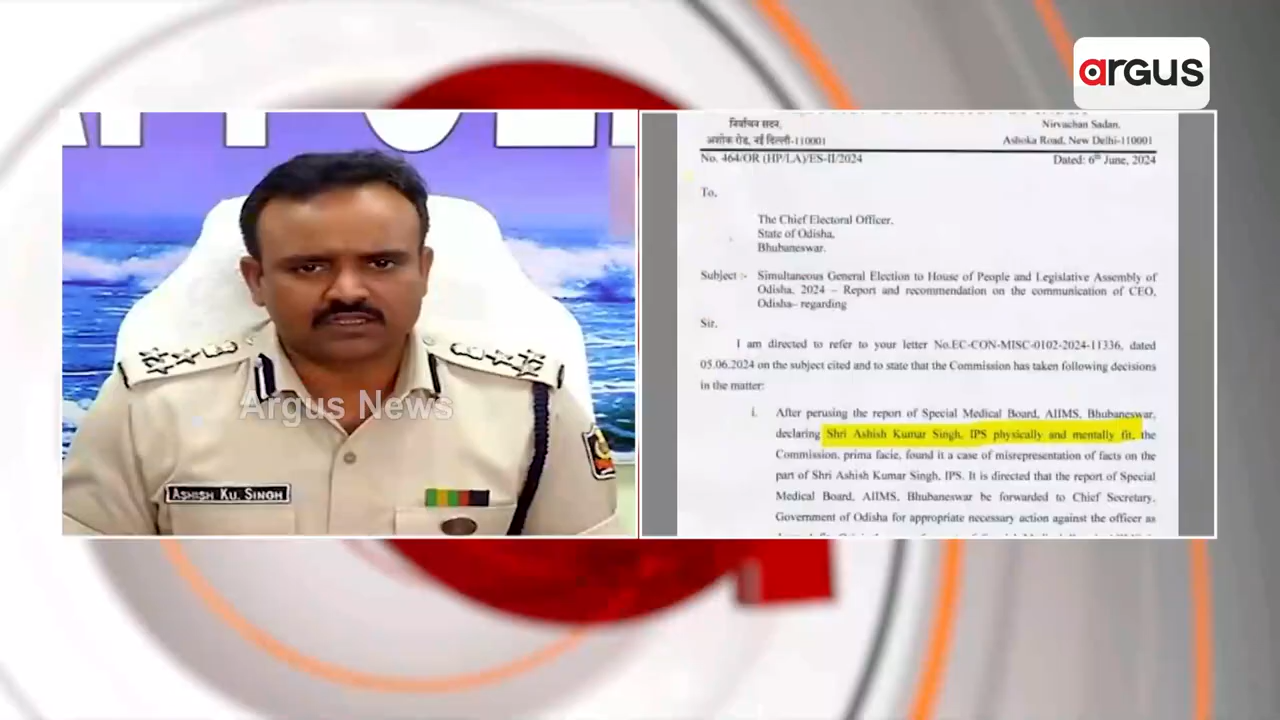 argus
Argus News
ASHISH KU. SINGH
निर्वाचन सदन,
अशोक रोड, नई दिल्ली-110001
Nirvachan Sadan,
Ashoka Road, New Delhi-110001
No. 464/OR (HP/LA)/ES-II/2024
Dated: 6th June, 2024
To,
The Chief Electoral Officer,
State of Odisha,
Bhubaneswar.
Subject :- Simultaneous General Election to House of People and Legislative Assembly of
Odisha, 2024 – Report and recommendation on the communication of CEO,
Odisha– regarding
Sir,
I am directed to refer to your letter No.EC-CON-MISC-0102-2024-11336, dated
05.06.2024 on the subject cited and to state that the Commission has taken following decisions
in the matter:
i. After perusing the report of Special Medical Board, AIIMS, Bhubaneswar,
declaring Shri Ashish Kumar Singh, IPS physically and mentally fit, the
Commission, prima facie, found it a case of misrepresentation of facts on the
part of Shri Ashish Kumar Singh, IPS. It is directed that the report of Special
Medical Board, AIIMS, Bhubaneswar be forwarded to Chief Secretary,
Government of Odisha for appropriate necessary action against the officer as